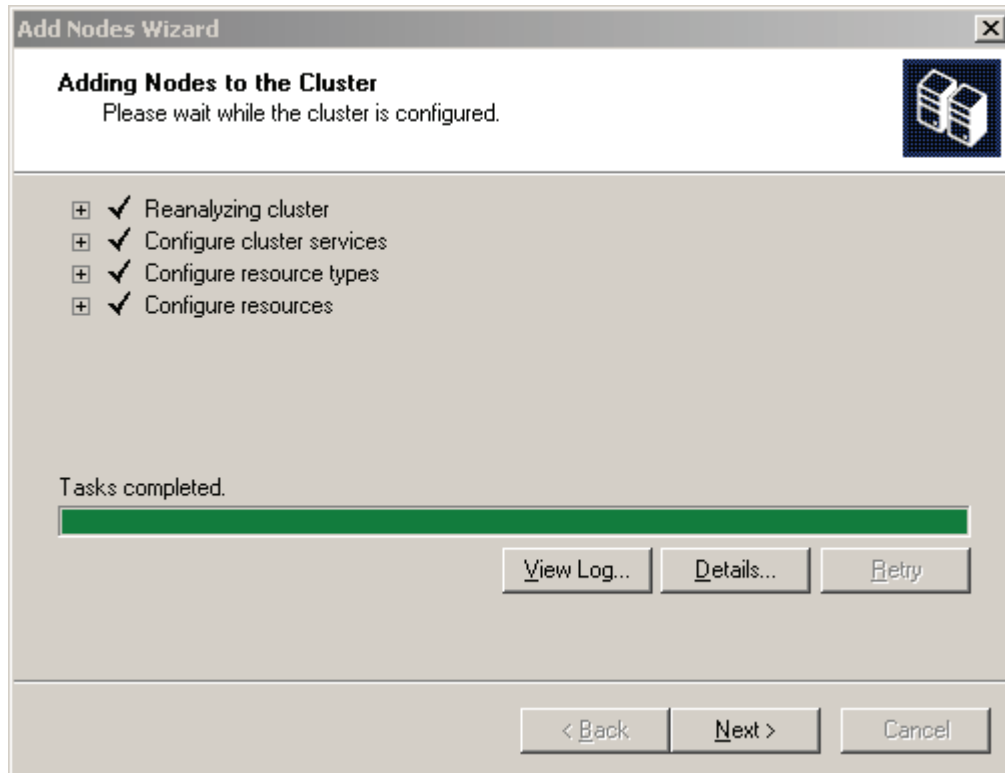 Add Nodes Wizard
Adding Nodes to the Cluster
Please wait while the cluster is configured.
Reanalyzing cluster
Configure cluster services
Configure resource types
Configure resources
Tasks completed.
View Log... Details... Retry
< Back Next > Cancel